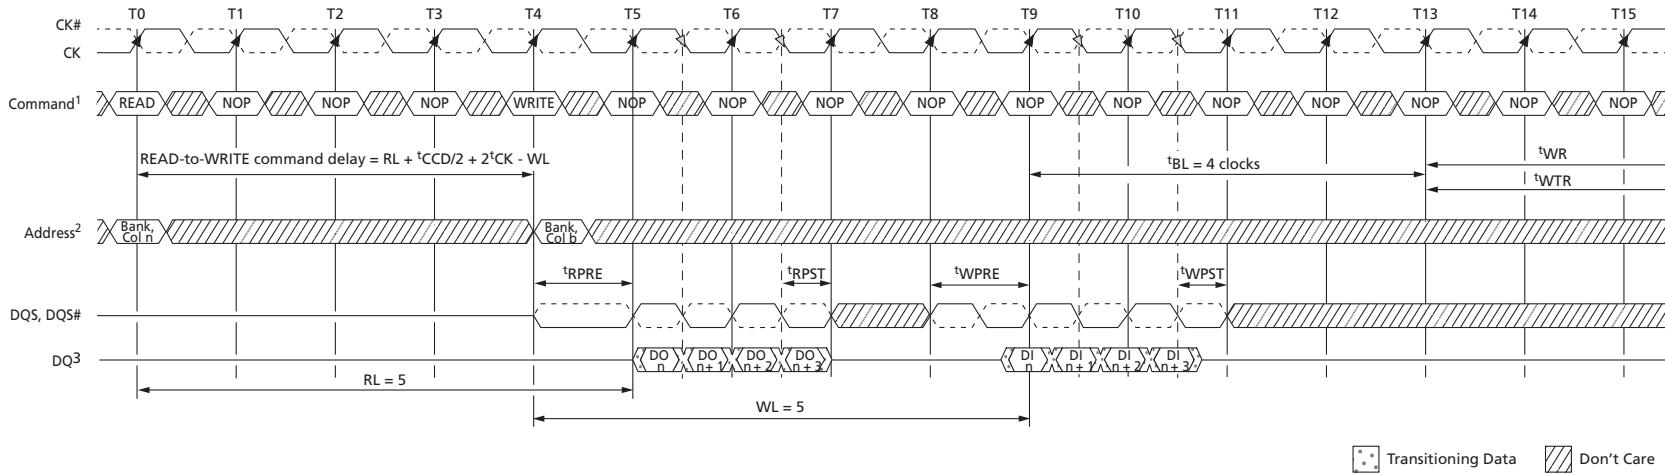 T0 T1 T2 T3 T4 T5 T6 T7 T8 T9 T10 T11 T12 T13 T14 T15
CK#
CK
Command1 READ NOP NOP NOP WRITE NOP NOP NOP NOP NOP NOP NOP NOP NOP NOP NOP
READ-to-WRITE command delay = RL + tCCD/2 + 2tCK - WL
tBL = 4 clocks
tWR
tWTR
Address2 Bank, Col n Bank, Col b
tRPRE tRPST tWPRE tWPST
DQS, DQS#
DQ3 DO n DO n + 1 DO n + 2 DO n + 3 DI n DI n + 1 DI n + 2 DI n + 3
RL = 5
WL = 5
Transitioning Data Don't Care